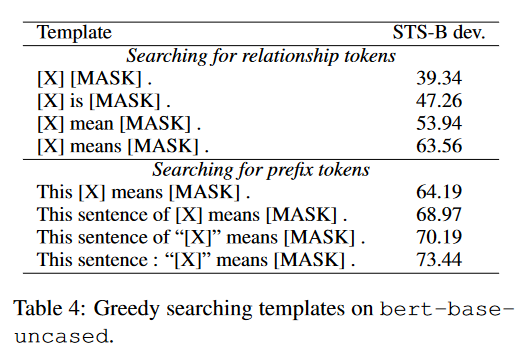 Template STS-B dev.
Searching for relationship tokens
[X] [MASK] . 39.34
[X] is [MASK] . 47.26
[X] mean [MASK] . 53.94
[X] means [MASK] . 63.56
Searching for prefix tokens
This [X] means [MASK] . 64.19
This sentence of [X] means [MASK] . 68.97
This sentence of “[X]” means [MASK] . 70.19
This sentence : “[X]” means [MASK] . 73.44
Table 4: Greedy searching templates on bert-base-
uncased.